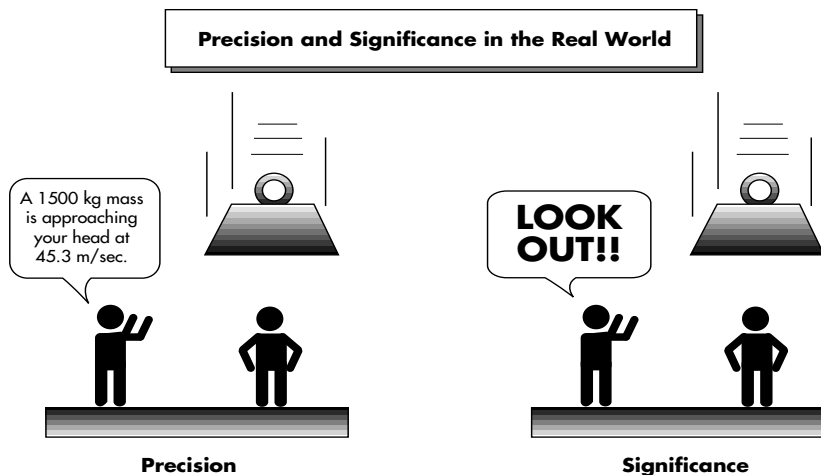 Precision and Significance in the Real World
A 1500 kg mass
is approaching
your head at
45.3 m/sec.
LOOK
OUT!!
Precision
Significance